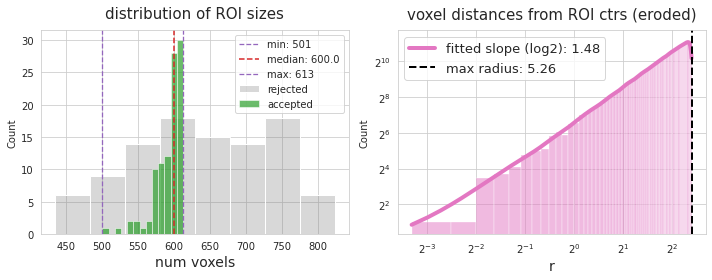 distribution of ROI sizes
Count
30
25
20
15
10
5
0
min: 501
median: 600.0
max: 613
rejected
accepted
450 500 550 600 650 700 750 800
num voxels
voxel distances from ROI ctrs (eroded)
Count
2^10
2^8
2^6
2^4
2^2
fitted slope (log2): 1.48
max radius: 5.26
2^-3 2^-2 2^-1 2^0 2^1 2^2
r